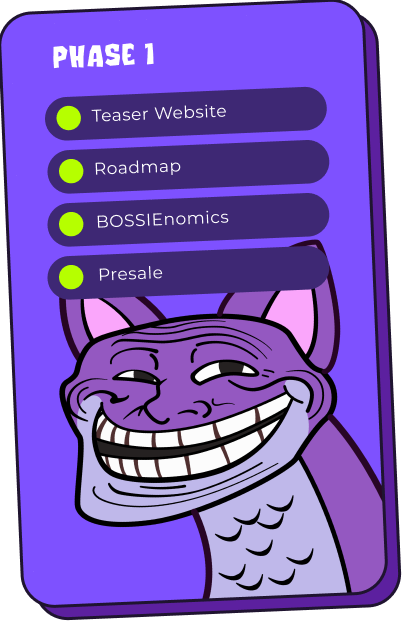 PHASE 1
Teaser Website
Roadmap
BOSSIEnomics
Presale